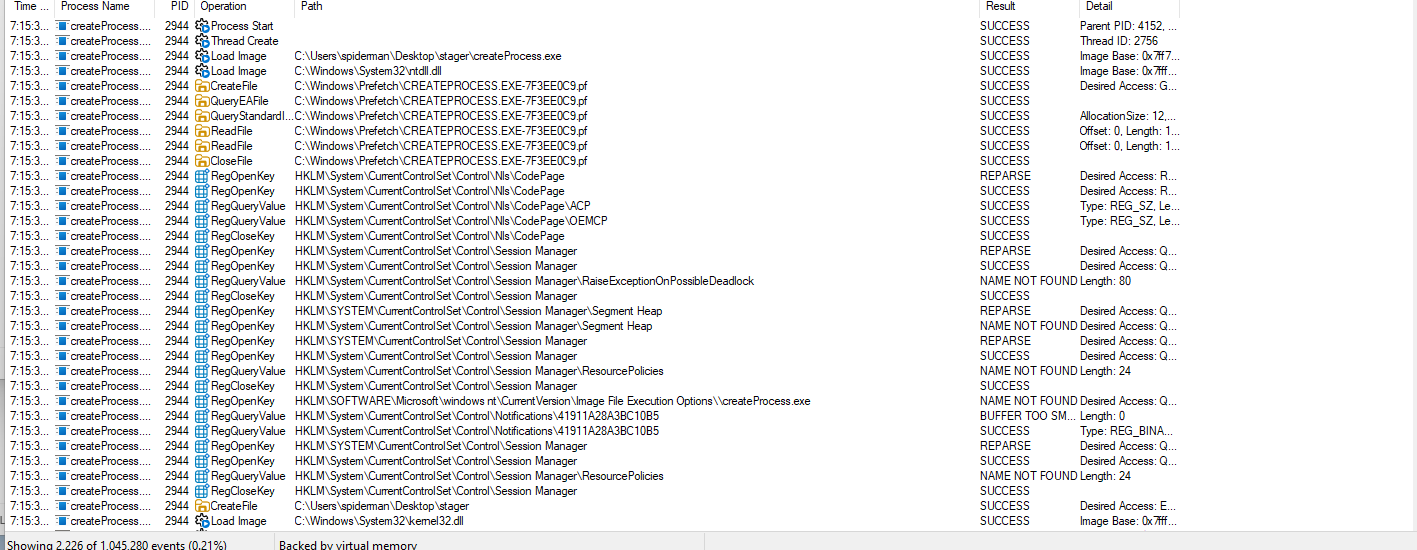 Time ... Process Name PID Operation Path Result Detail
7:15:3... createProcess.... 2944 Process Start SUCCESS Parent PID: 4152, ...
7:15:3... createProcess.... 2944 Thread Create SUCCESS Thread ID: 2756
7:15:3... createProcess.... 2944 Load Image C:\Users\spiderman\Desktop\stager\createProcess.exe SUCCESS Image Base: 0x7ff7...
7:15:3... createProcess.... 2944 Load Image C:\Windows\System32\ntdll.dll SUCCESS Image Base: 0x7fff...
7:15:3... createProcess.... 2944 CreateFile C:\Windows\Prefetch\CREATEPROCESS.EXE-7F3EE0C9.pf SUCCESS Desired Access: G...
7:15:3... createProcess.... 2944 QueryEAFile C:\Windows\Prefetch\CREATEPROCESS.EXE-7F3EE0C9.pf SUCCESS
7:15:3... createProcess.... 2944 QueryStandardI... C:\Windows\Prefetch\CREATEPROCESS.EXE-7F3EE0C9.pf SUCCESS AllocationSize: 12,...
7:15:3... createProcess.... 2944 ReadFile C:\Windows\Prefetch\CREATEPROCESS.EXE-7F3EE0C9.pf SUCCESS Offset: 0, Length: 1...
7:15:3... createProcess.... 2944 ReadFile C:\Windows\Prefetch\CREATEPROCESS.EXE-7F3EE0C9.pf SUCCESS Offset: 0, Length: 1...
7:15:3... createProcess.... 2944 CloseFile C:\Windows\Prefetch\CREATEPROCESS.EXE-7F3EE0C9.pf SUCCESS
7:15:3... createProcess.... 2944 RegOpenKey HKLM\System\CurrentControlSet\Control\Nls\CodePage REPARSE Desired Access: R...
7:15:3... createProcess.... 2944 RegOpenKey HKLM\System\CurrentControlSet\Control\Nls\CodePage SUCCESS Desired Access: R...
7:15:3... createProcess.... 2944 RegQueryValue HKLM\System\CurrentControlSet\Control\Nls\CodePage\ACP SUCCESS Type: REG_SZ, Le...
7:15:3... createProcess.... 2944 RegQueryValue HKLM\System\CurrentControlSet\Control\Nls\CodePage\OEMCP SUCCESS Type: REG_SZ, Le...
7:15:3... createProcess.... 2944 RegCloseKey HKLM\System\CurrentControlSet\Control\Nls\CodePage SUCCESS
7:15:3... createProcess.... 2944 RegOpenKey HKLM\System\CurrentControlSet\Control\Session Manager REPARSE Desired Access: Q...
7:15:3... createProcess.... 2944 RegOpenKey HKLM\System\CurrentControlSet\Control\Session Manager SUCCESS Desired Access: Q...
7:15:3... createProcess.... 2944 RegQueryValue HKLM\System\CurrentControlSet\Control\Session Manager\RaiseExceptionOnPossibleDeadlock NAME NOT FOUND Length: 80
7:15:3... createProcess.... 2944 RegCloseKey HKLM\System\CurrentControlSet\Control\Session Manager SUCCESS
7:15:3... createProcess.... 2944 RegOpenKey HKLM\SYSTEM\CurrentControlSet\Control\Session Manager\Segment Heap REPARSE Desired Access: Q...
7:15:3... createProcess.... 2944 RegOpenKey HKLM\System\CurrentControlSet\Control\Session Manager\Segment Heap NAME NOT FOUND Desired Access: Q...
7:15:3... createProcess.... 2944 RegOpenKey HKLM\SYSTEM\CurrentControlSet\Control\Session Manager REPARSE Desired Access: Q...
7:15:3... createProcess.... 2944 RegOpenKey HKLM\System\CurrentControlSet\Control\Session Manager SUCCESS Desired Access: Q...
7:15:3... createProcess.... 2944 RegQueryValue HKLM\System\CurrentControlSet\Control\Session Manager\ResourcePolicies NAME NOT FOUND Length: 24
7:15:3... createProcess.... 2944 RegCloseKey HKLM\System\CurrentControlSet\Control\Session Manager SUCCESS
7:15:3... createProcess.... 2944 RegOpenKey HKLM\SOFTWARE\Microsoft\windows nt\CurrentVersion\Image File Execution Options\\createProcess.exe NAME NOT FOUND Desired Access: Q...
7:15:3... createProcess.... 2944 RegQueryValue HKLM\System\CurrentControlSet\Control\Notifications\41911A28A3BC10B5 BUFFER TOO SM... Length: 0
7:15:3... createProcess.... 2944 RegQueryValue HKLM\System\CurrentControlSet\Control\Notifications\41911A28A3BC10B5 SUCCESS Type: REG_BINA...
7:15:3... createProcess.... 2944 RegOpenKey HKLM\SYSTEM\CurrentControlSet\Control\Session Manager REPARSE Desired Access: Q...
7:15:3... createProcess.... 2944 RegOpenKey HKLM\System\CurrentControlSet\Control\Session Manager SUCCESS Desired Access: Q...
7:15:3... createProcess.... 2944 RegQueryValue HKLM\System\CurrentControlSet\Control\Session Manager\ResourcePolicies NAME NOT FOUND Length: 24
7:15:3... createProcess.... 2944 RegCloseKey HKLM\System\CurrentControlSet\Control\Session Manager SUCCESS
7:15:3... createProcess.... 2944 CreateFile C:\Users\spiderman\Desktop\stager SUCCESS Desired Access: E...
7:15:3... createProcess.... 2944 Load Image C:\Windows\System32\kernel32.dll SUCCESS Image Base: 0x7fff...
Showing 2,226 of 1,045,280 events (0.21%) Backed by virtual memory